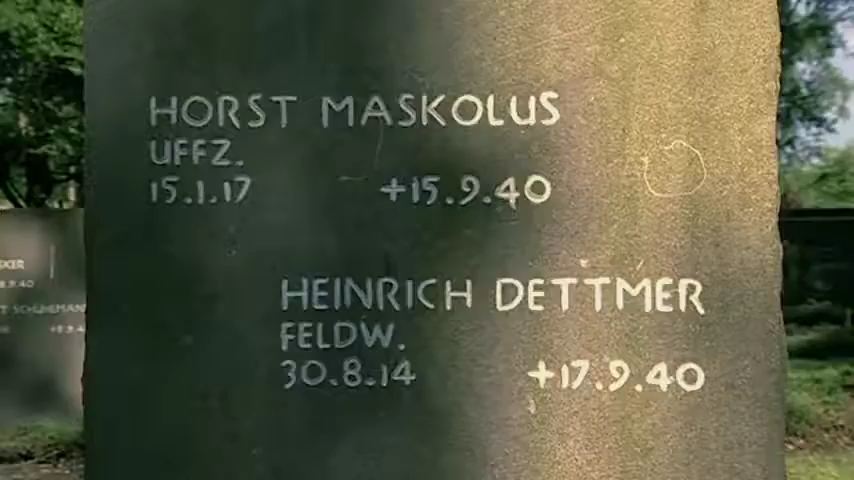 HORST MASKOLUS
UFFZ.
15.1.17 +15.9.40
HEINRICH DETTMER
FELDW.
30.8.14 +17.9.40